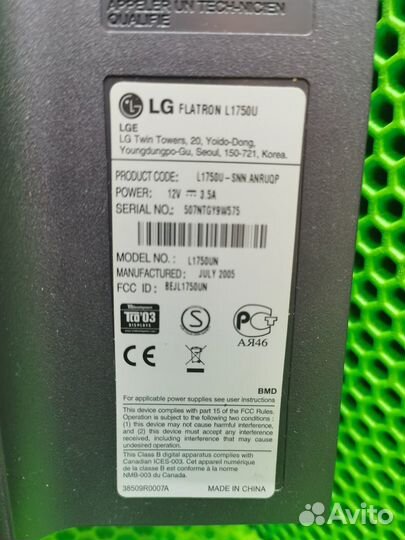 APPELER UN TECHNICIEN
QUALIFIE
LG FLATRON L1750U
LGE
LG Twin Towers, 20, Yoido-Dong,
Youngdungpo-Gu, Seoul, 150-721, Korea.
PRODUCT CODE: L1750U-SNN ANRUQP
POWER: 12V 3.5A
SERIAL NO.: 507NTGY9W575
MODEL NO.: L1750UN
MANUFACTURED: JULY 2005
FCC ID: BEJL1750UN
TCO'03
DISPLAYS
S
РСТ
АЯ46
CE
BMD
For applicable power supplies see user instructions
This device complies with part 15 of the FCC Rules.
Operation is subject to the following two conditions:
(1) this device may not cause harmful interference,
and (2) this device must accept any interference
received, including interference that may cause
undesired operation.
This Class B digital apparatus complies with
Canadian ICES-003. Cet appareil numérique
de la classe B est conforme à la norme
NMB-003 du Canada.
38509R0007A MADE IN CHINA
Avito